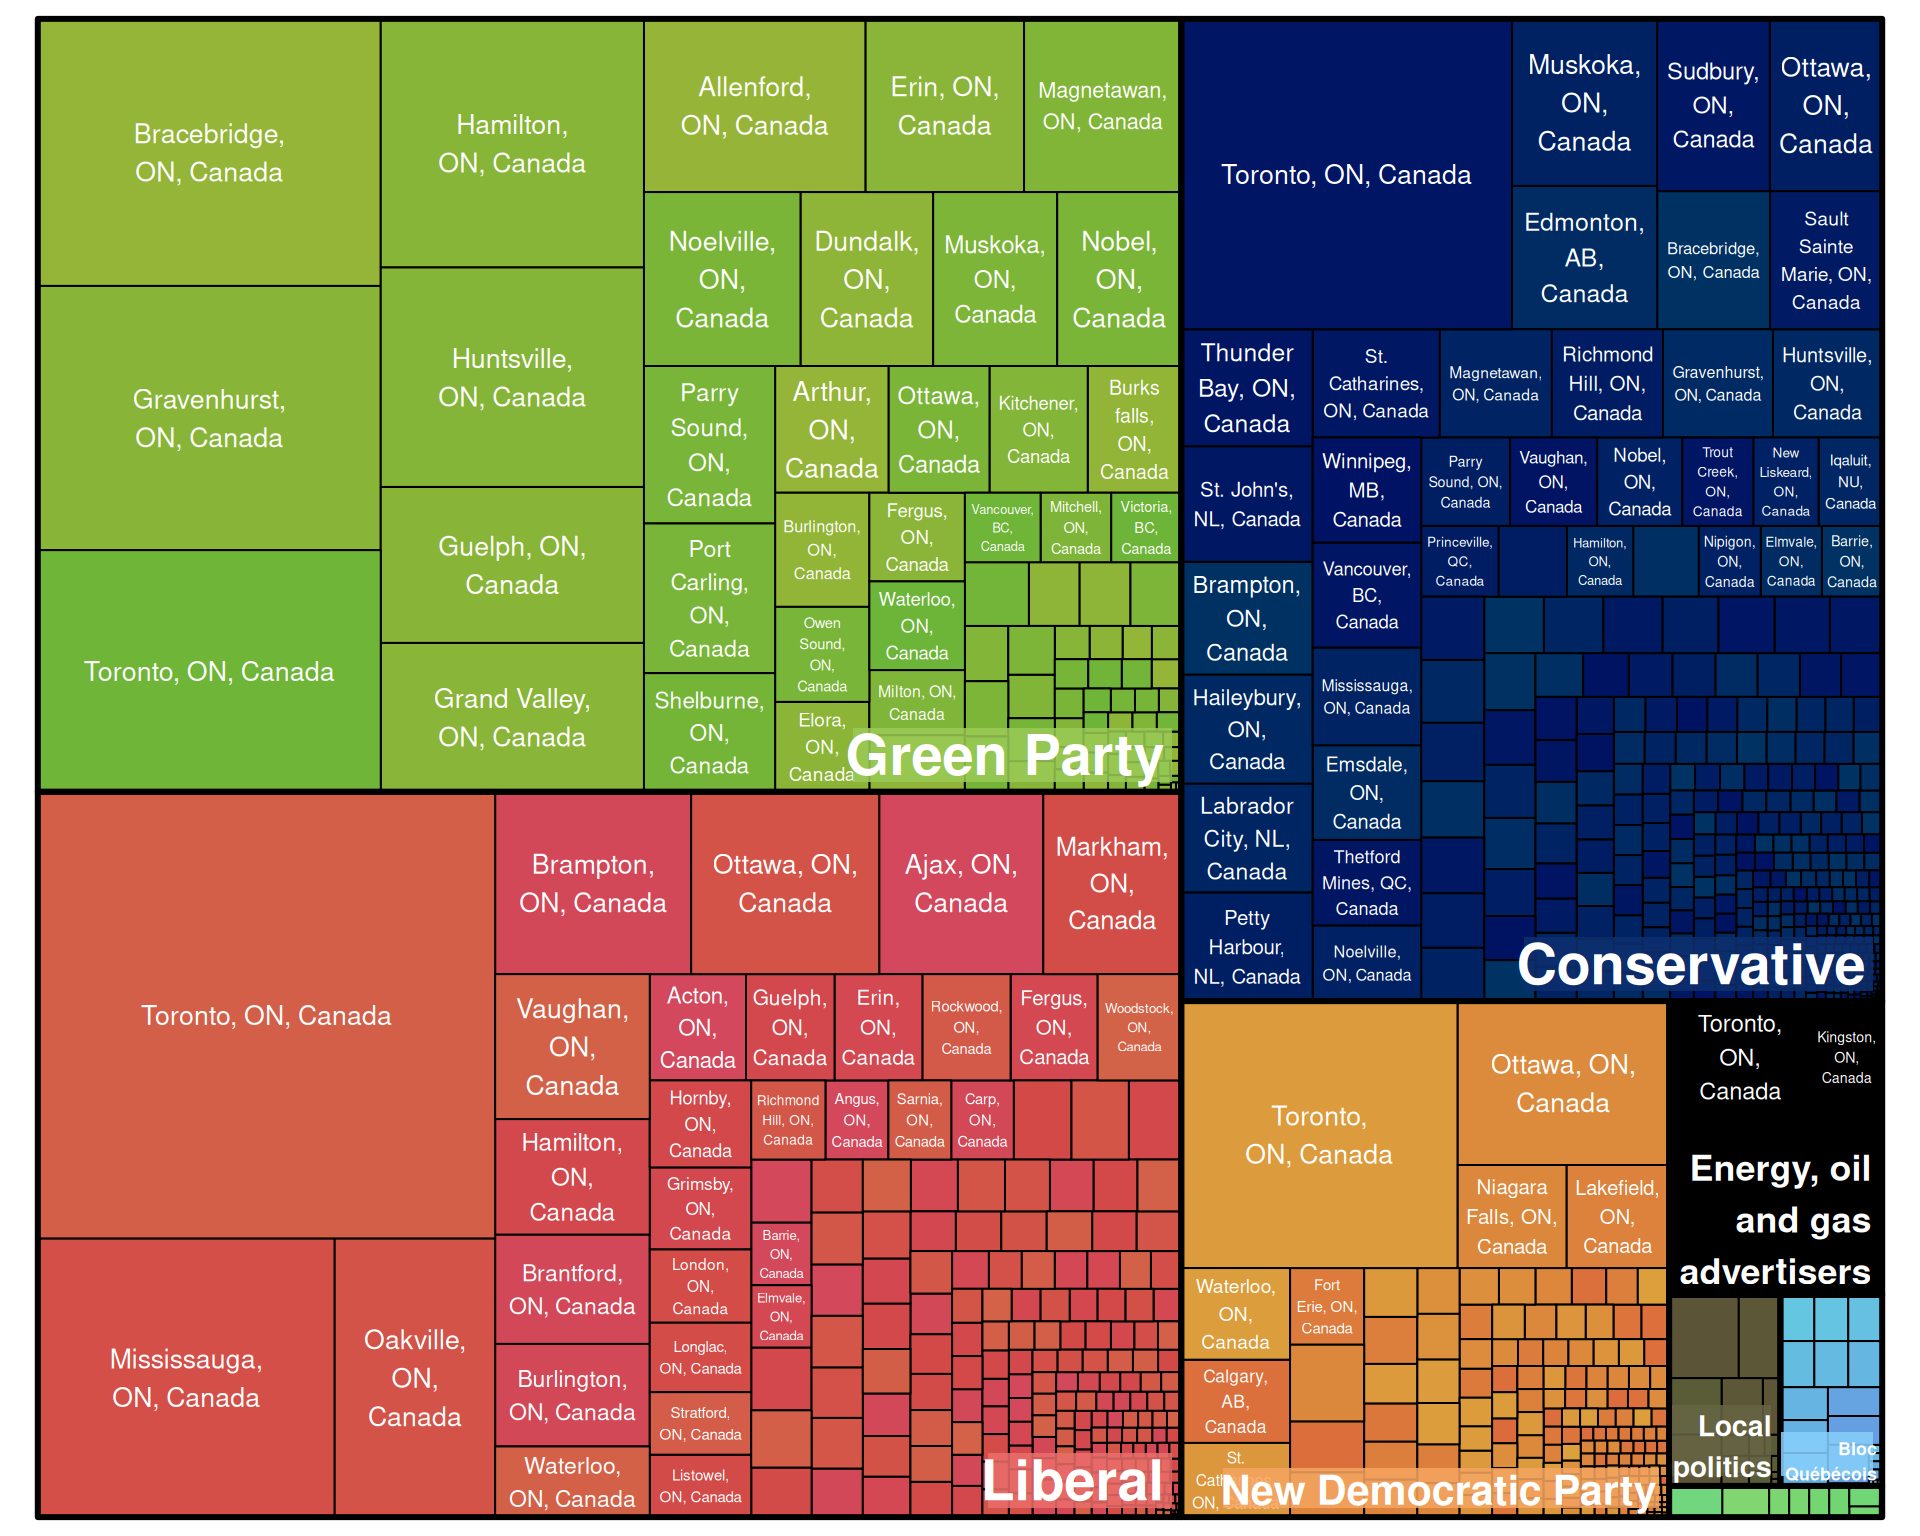 Bracebridge,
ON, Canada
Gravenhurst,
ON, Canada
Toronto, ON, Canada
Hamilton,
ON, Canada
Huntsville,
ON, Canada
Guelph, ON,
Canada
Grand Valley,
ON, Canada
Allenford,
ON, Canada
Erin, ON,
Canada
Magnetawan,
ON, Canada
Noelville,
ON,
Canada
Dundalk,
ON,
Canada
Muskoka,
ON,
Canada
Nobel,
ON,
Canada
Parry
Sound,
ON,
Canada
Port
Carling,
ON,
Canada
Shelburne,
ON,
Canada
Arthur,
ON,
Canada
Ottawa,
ON,
Canada
Kitchener,
ON,
Canada
Burks
falls,
ON,
Canada
Burlington,
ON,
Canada
Owen
Sound,
ON,
Canada
Elora,
ON,
Canada
Fergus,
ON,
Canada
Waterloo,
ON,
Canada
Milton, ON,
Canada
Vancouver,
BC,
Canada
Mitchell,
ON,
Canada
Victoria,
BC,
Canada
Green Party
Toronto, ON, Canada
Muskoka,
ON,
Canada
Sudbury,
ON,
Canada
Ottawa,
ON,
Canada
Edmonton,
AB,
Canada
Bracebridge,
ON, Canada
Sault
Sainte
Marie, ON,
Canada
Thunder
Bay, ON,
Canada
St. John's,
NL, Canada
Brampton,
ON,
Canada
Haileybury,
ON,
Canada
Labrador
City, NL,
Canada
Petty
Harbour,
NL, Canada
St.
Catharines,
ON, Canada
Magnetawan,
ON, Canada
Richmond
Hill, ON,
Canada
Gravenhurst,
ON, Canada
Huntsville,
ON,
Canada
Winnipeg,
MB,
Canada
Vancouver,
BC,
Canada
Mississauga,
ON, Canada
Emsdale,
ON,
Canada
Thetford
Mines, QC,
Canada
Noelville,
ON, Canada
Parry
Sound, ON,
Canada
Vaughan,
ON,
Canada
Nobel,
ON,
Canada
Trout
Creek,
ON,
Canada
New
Liskeard,
ON,
Canada
Iqaluit,
NU,
Canada
Princeville,
QC,
Canada
Hamilton,
ON,
Canada
Nipigon,
ON,
Canada
Elmvale,
ON,
Canada
Barrie,
ON,
Canada
Conservative
Toronto, ON, Canada
Mississauga,
ON, Canada
Oakville,
ON,
Canada
Brampton,
ON, Canada
Ottawa, ON,
Canada
Ajax, ON,
Canada
Markham,
ON,
Canada
Vaughan,
ON,
Canada
Hamilton,
ON,
Canada
Brantford,
ON, Canada
Burlington,
ON, Canada
Waterloo,
ON, Canada
Acton,
ON,
Canada
Guelph,
ON,
Canada
Erin,
ON,
Canada
Rockwood,
ON,
Canada
Fergus,
ON,
Canada
Woodstock,
ON,
Canada
Hornby,
ON,
Canada
Grimsby,
ON,
Canada
London,
ON,
Canada
Longlac,
ON, Canada
Stratford,
ON, Canada
Listowel,
ON, Canada
Richmond
Hill, ON,
Canada
Angus,
ON,
Canada
Sarnia,
ON,
Canada
Carp,
ON,
Canada
Barrie,
ON,
Canada
Elmvale,
ON,
Canada
Liberal
Toronto,
ON, Canada
Ottawa, ON,
Canada
Niagara
Falls, ON,
Canada
Lakefield,
ON,
Canada
Waterloo,
ON,
Canada
Calgary,
AB,
Canada
St.
ON,
Fort
Erie, ON,
Canada
New Democratic Party
Toronto,
ON,
Canada
Kingston,
ON,
Canada
Energy, oil
and gas
advertisers
Local
politics
Bloc
Québécois